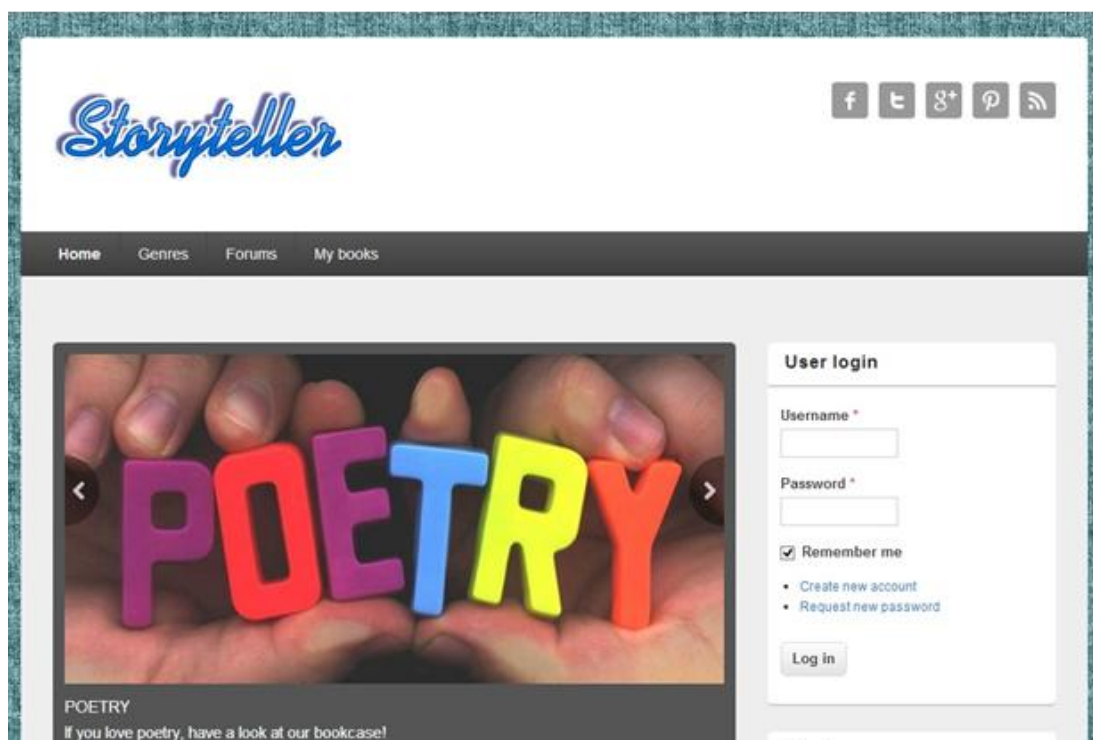 Storyteller
f t g+ p
Home Genres Forums My books
POETRY
POETRY
If you love poetry, have a look at our bookcase!
User login
Username *
Password *
Remember me
Create new account
Request new password
Log in